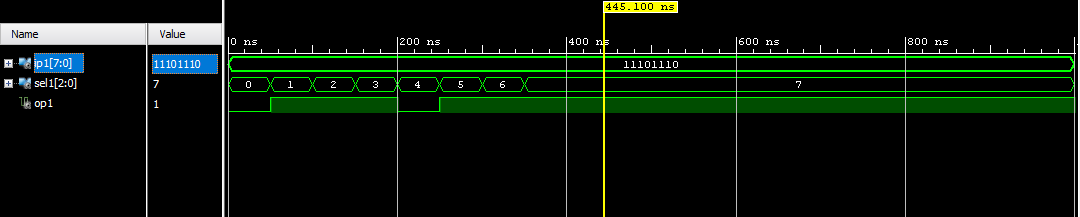 445.100 ns
Name Value
0 ns 200 ns 400 ns 600 ns 800 ns
ip1[7:0] 11101110 11101110
sel1[2:0] 7 0 1 2 3 4 5 6 7
op1 1